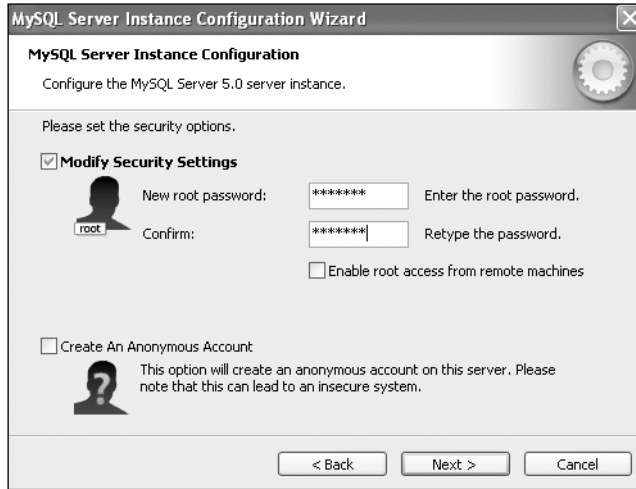 MySQL Server Instance Configuration Wizard
MySQL Server Instance Configuration
Configure the MySQL Server 5.0 server instance.
Please set the security options.
Modify Security Settings
root
New root password: ******* Enter the root password.
Confirm: ******* Retype the password.
Enable root access from remote machines
Create An Anonymous Account
?
This option will create an anonymous account on this server. Please
note that this can lead to an insecure system.
< Back Next > Cancel